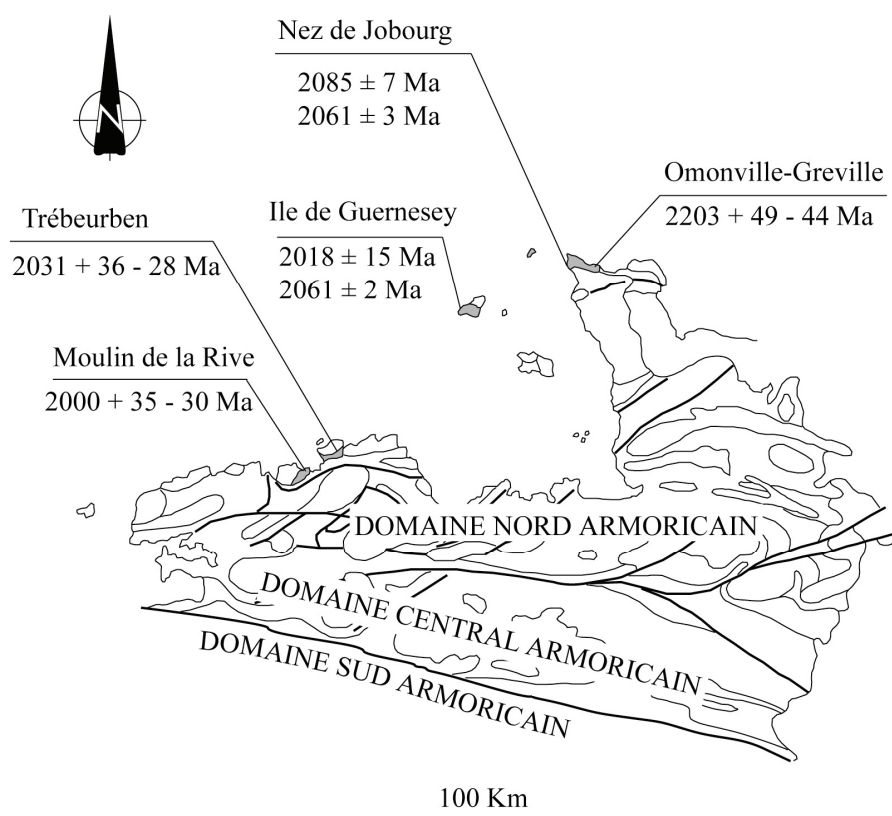 N
Nez de Jobourg
2085 ± 7 Ma
2061 ± 3 Ma
Omonville-Greville
2203 + 49 - 44 Ma
Trébeurben
2031 + 36 - 28 Ma
Ile de Guernesey
2018 ± 15 Ma
2061 ± 2 Ma
Moulin de la Rive
2000 + 35 - 30 Ma
DOMAINE NORD ARMORICAIN
DOMAINE CENTRAL ARMORICAIN
DOMAINE SUD ARMORICAIN
100 Km